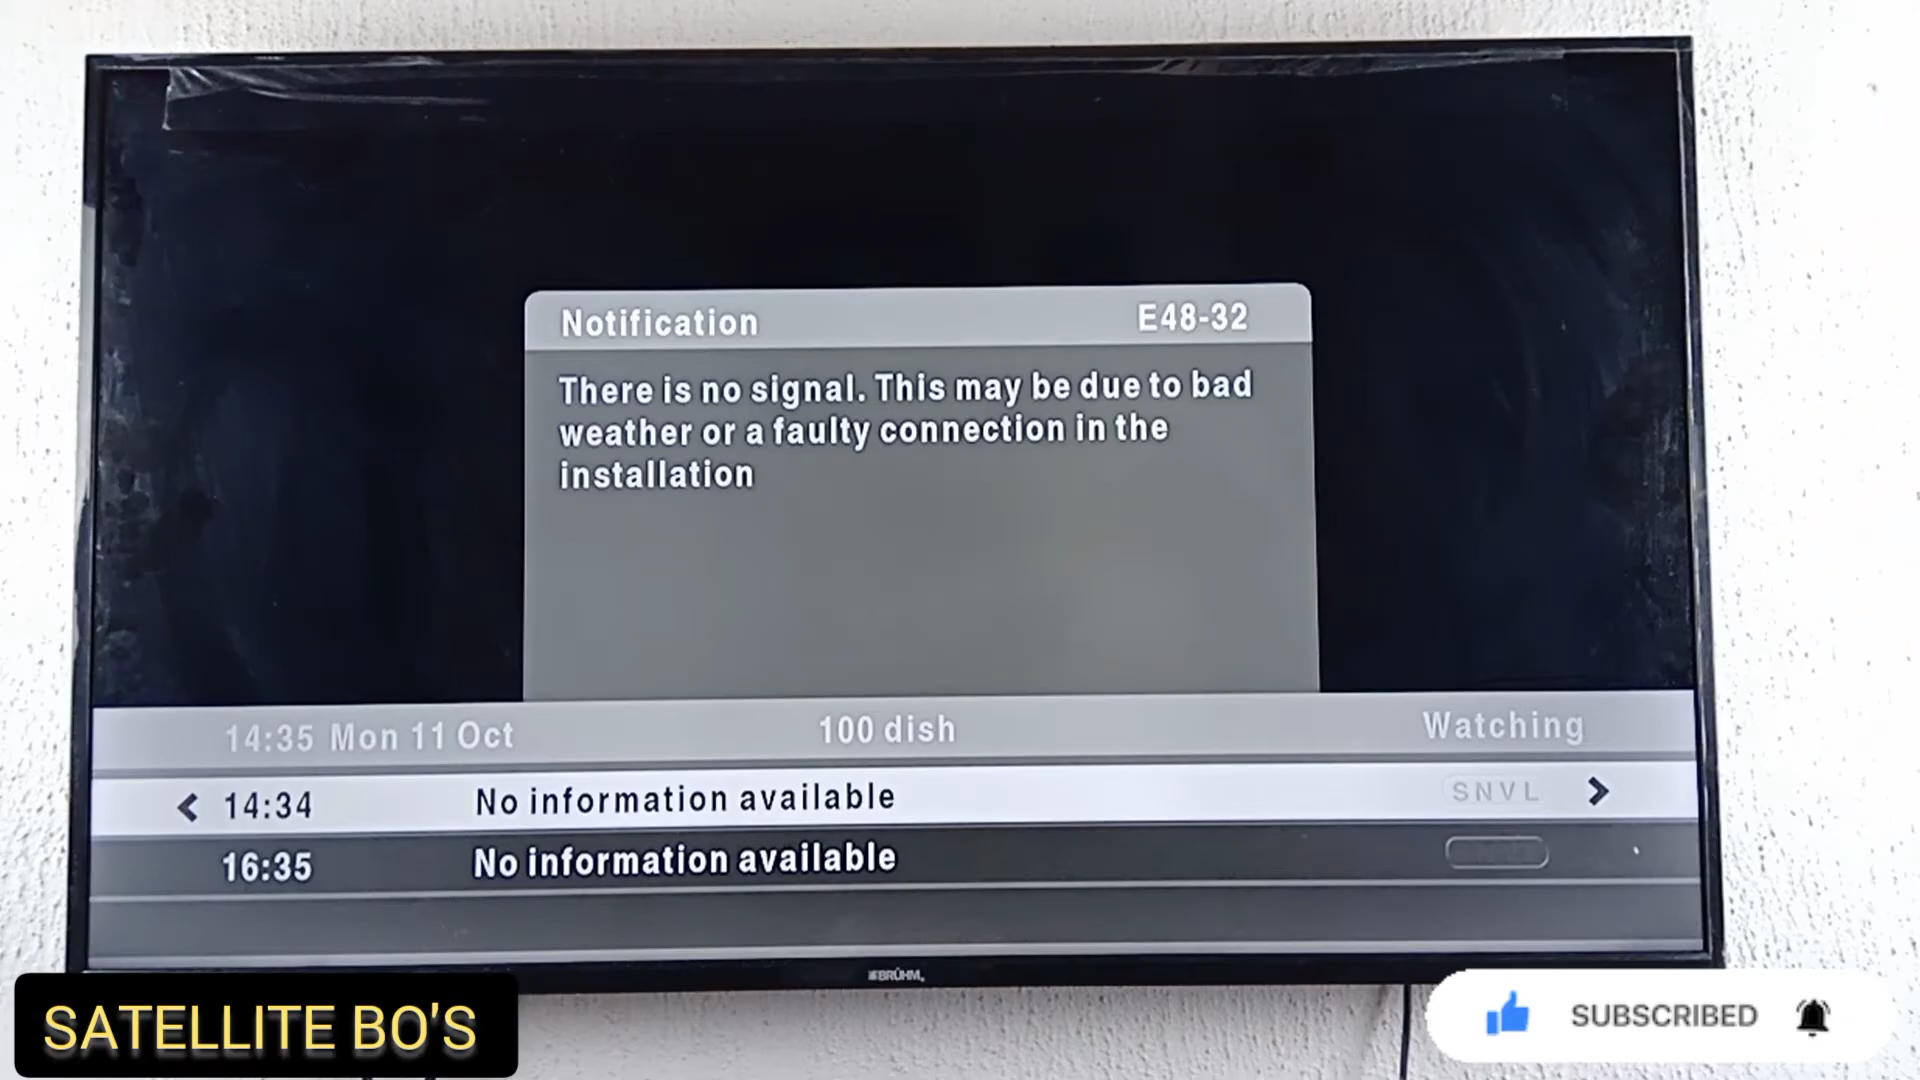 Notification E48-32
There is no signal. This may be due to bad
weather or a faulty connection in the
installation
14:35 Mon 11 Oct 100 dish Watching
14:34 No information available SNVL
16:35 No information available
BRÜHM
SATELLITE BO'S
SUBSCRIBED